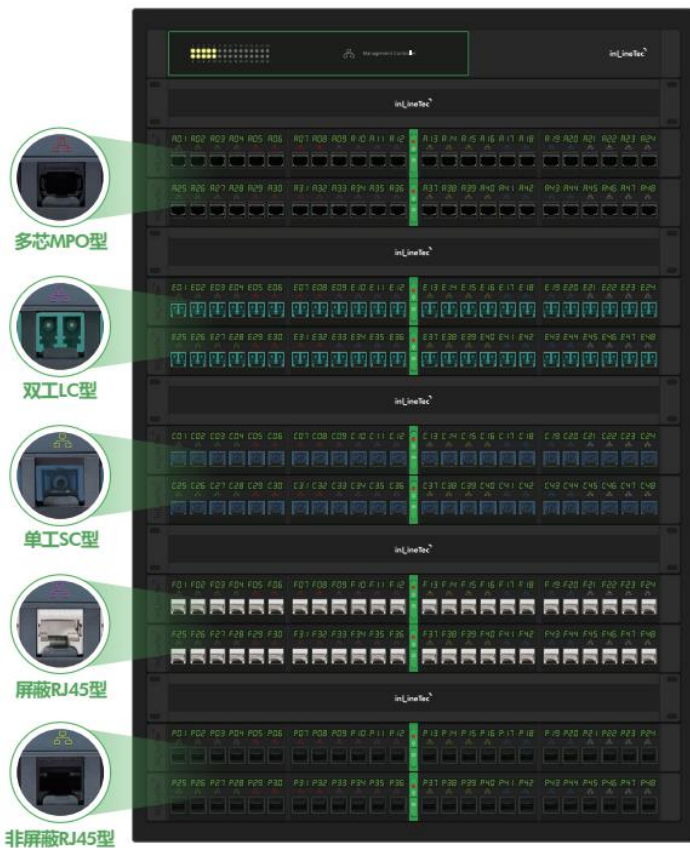 Management Controller
inLineTec
inLineTec
A01 A02 A03 A04 A05 A06 A07 A08 A09 A10 A11 A12 A13 A14 A15 A16 A17 A18 A19 A20 A21 A22 A23 A24
A25 A26 A27 A28 A29 A30 A31 A32 A33 A34 A35 A36 A37 A38 A39 A40 A41 A42 A43 A44 A45 A46 A47 A48
多芯MPO型
inLineTec
E01 E02 E03 E04 E05 E06 E07 E08 E09 E10 E11 E12 E13 E14 E15 E16 E17 E18 E19 E20 E21 E22 E23 E24
E25 E26 E27 E28 E29 E30 E31 E32 E33 E34 E35 E36 E37 E38 E39 E40 E41 E42 E43 E44 E45 E46 E47 E48
双工LC型
inLineTec
C01 C02 C03 C04 C05 C06 C07 C08 C09 C10 C11 C12 C13 C14 C15 C16 C17 C18 C19 C20 C21 C22 C23 C24
C25 C26 C27 C28 C29 C30 C31 C32 C33 C34 C35 C36 C37 C38 C39 C40 C41 C42 C43 C44 C45 C46 C47 C48
单工SC型
inLineTec
F01 F02 F03 F04 F05 F06 F07 F08 F09 F10 F11 F12 F13 F14 F15 F16 F17 F18 F19 F20 F21 F22 F23 F24
F25 F26 F27 F28 F29 F30 F31 F32 F33 F34 F35 F36 F37 F38 F39 F40 F41 F42 F43 F44 F45 F46 F47 F48
屏蔽RJ45型
inLineTec
P01 P02 P03 P04 P05 P06 P07 P08 P09 P10 P11 P12 P13 P14 P15 P16 P17 P18 P19 P20 P21 P22 P23 P24
P25 P26 P27 P28 P29 P30 P31 P32 P33 P34 P35 P36 P37 P38 P39 P40 P41 P42 P43 P44 P45 P46 P47 P48
非屏蔽RJ45型